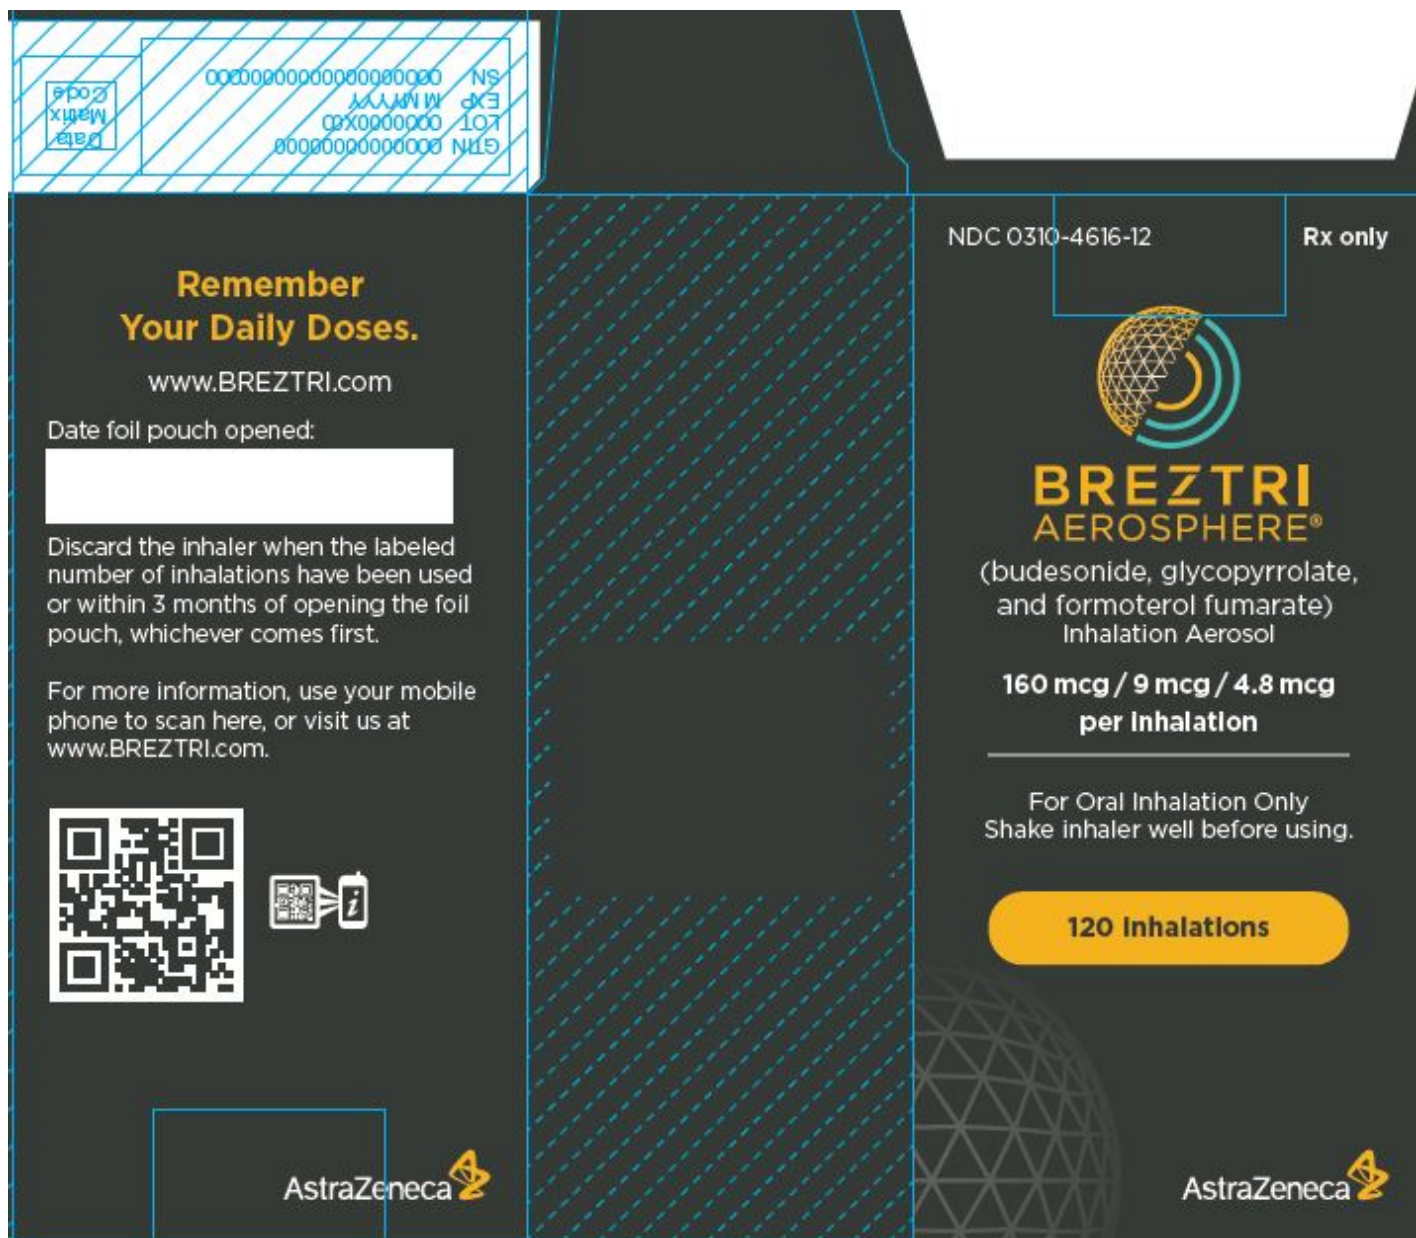 GTIN 00000000000000
LOT 0000000X00
EXP M MYYYY
SN 00000000000000000000
Data
Matrix
Code
Remember
Your Daily Doses.
www.BREZTRI.com
Date foil pouch opened:
Discard the inhaler when the labeled
number of inhalations have been used
or within 3 months of opening the foil
pouch, whichever comes first.
For more information, use your mobile
phone to scan here, or visit us at
www.BREZTRI.com.
i
AstraZeneca
NDC 0310-4616-12
Rx only
BREZTRI
AEROSPHERE®
(budesonide, glycopyrrolate,
and formoterol fumarate)
Inhalation Aerosol
160 mcg / 9 mcg / 4.8 mcg
per inhalation
For Oral Inhalation Only
Shake inhaler well before using.
120 Inhalations
AstraZeneca